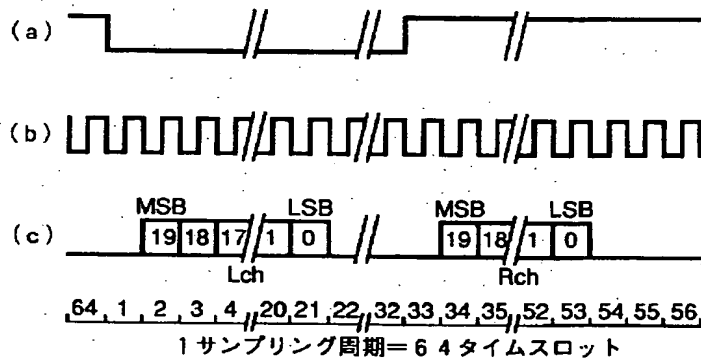 (a)
(b)
MSB LSB MSB LSB
(c) 19 18 17 1 0 19 18 1 0
Lch Rch
64 1 2 3 4 20 21 22 32 33 34 35 52 53 54 55 56
1サンプリング周期=64タイムスロット